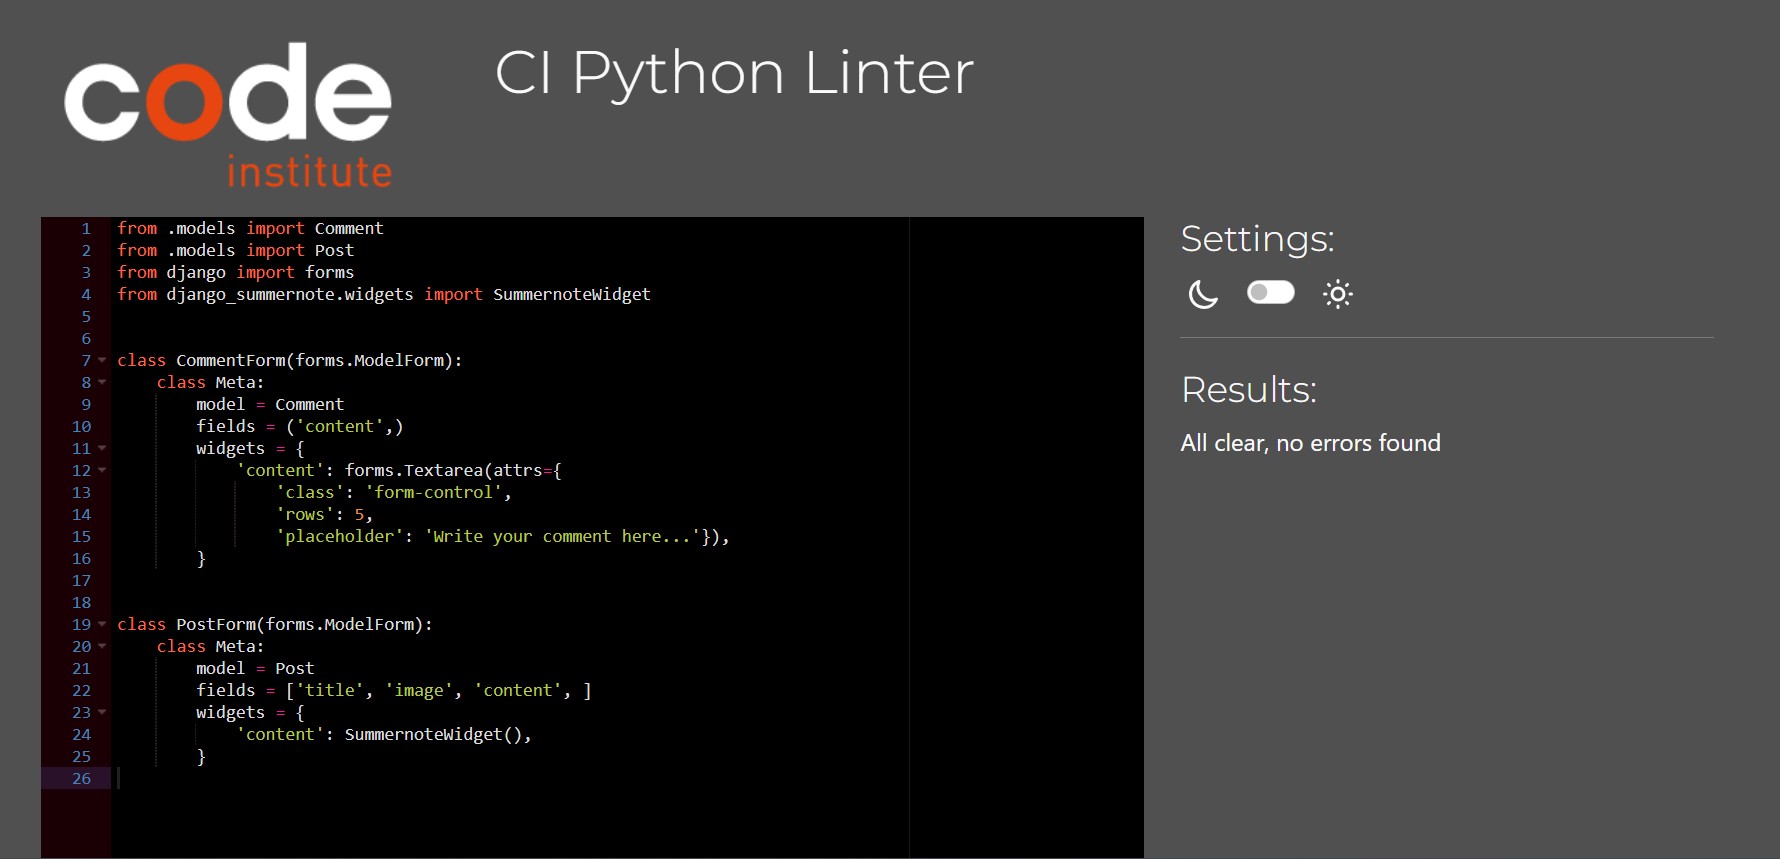 code
institute
CI Python Linter
1 from .models import Comment
2 from .models import Post
3 from django import forms
4 from django_summernote.widgets import SummernoteWidget
5
6
7 class CommentForm(forms.ModelForm):
8     class Meta:
9         model = Comment
10         fields = ('content',)
11         widgets = {
12             'content': forms.Textarea(attrs={
13                 'class': 'form-control',
14                 'rows': 5,
15                 'placeholder': 'Write your comment here...'}),
16         }
17
18
19 class PostForm(forms.ModelForm):
20     class Meta:
21         model = Post
22         fields = ['title', 'image', 'content', ]
23         widgets = {
24             'content': SummernoteWidget(),
25         }
26
Settings:
Results:
All clear, no errors found